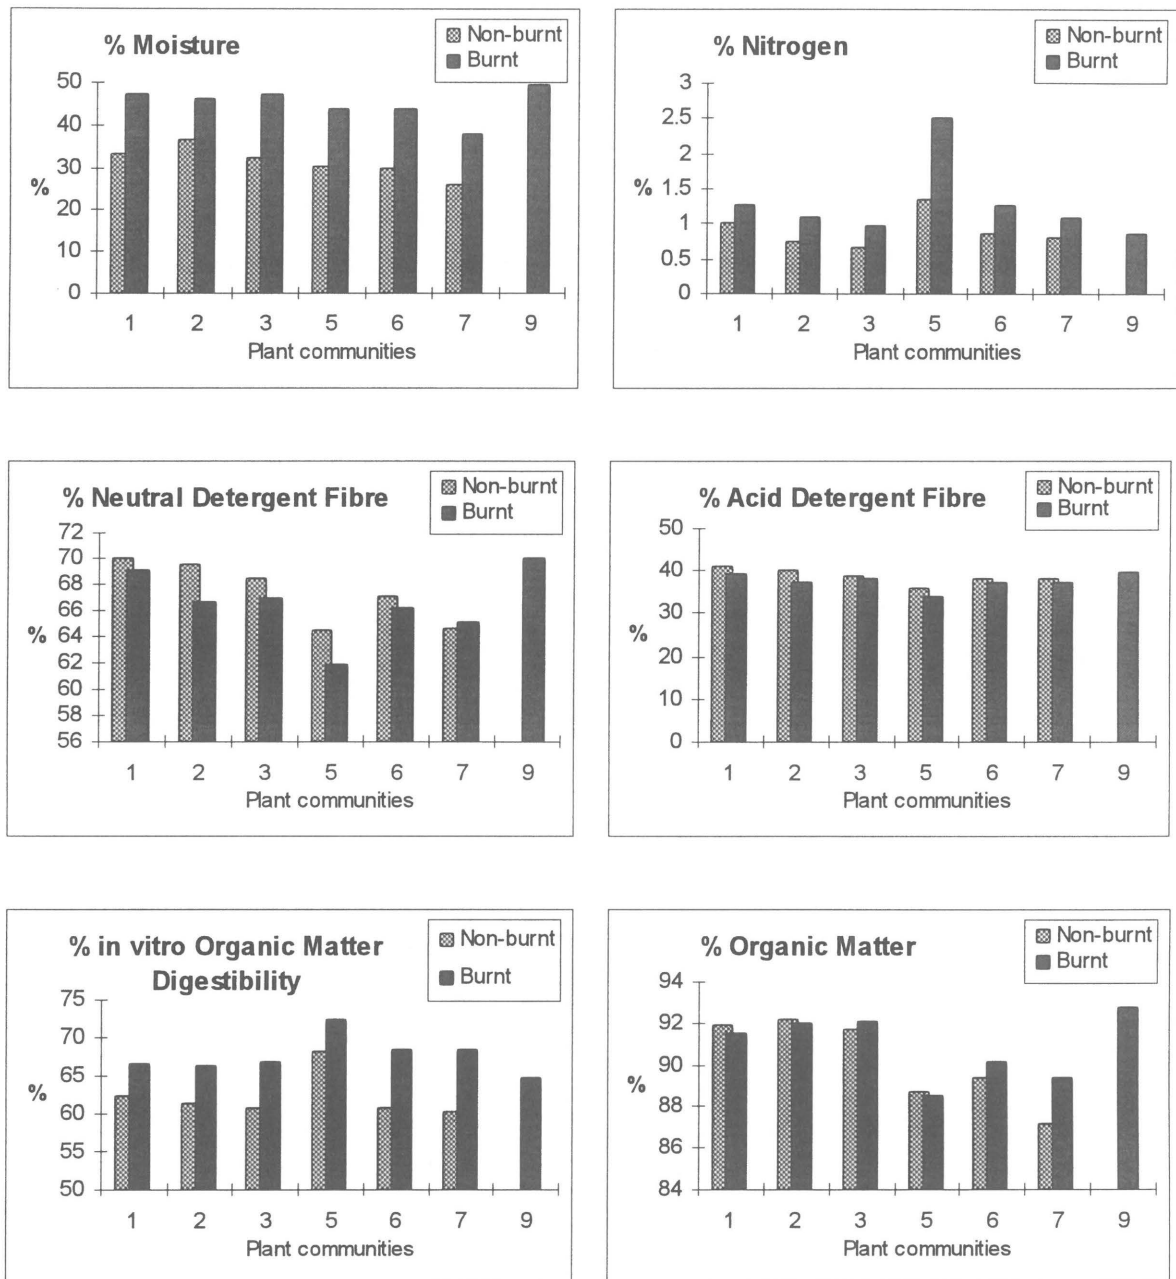 % Moisture
Non-burnt
Burnt
50
40
30
20
10
0
%
1 2 3 5 6 7 9
Plant communities
% Nitrogen
Non-burnt
Burnt
3
2.5
2
1.5
1
0.5
0
%
1 2 3 5 6 7 9
Plant communities
% Neutral Detergent Fibre
Non-burnt
Burnt
72
70
68
66
64
62
60
58
56
%
1 2 3 5 6 7 9
Plant communities
% Acid Detergent Fibre
Non-burnt
Burnt
50
40
30
20
10
0
%
1 2 3 5 6 7 9
Plant communities
% in vitro Organic Matter
Digestibility
Non-burnt
Burnt
75
70
65
60
55
50
%
1 2 3 5 6 7 9
Plant communities
% Organic Matter
Non-burnt
Burnt
94
92
90
88
86
84
%
1 2 3 5 6 7 9
Plant communities